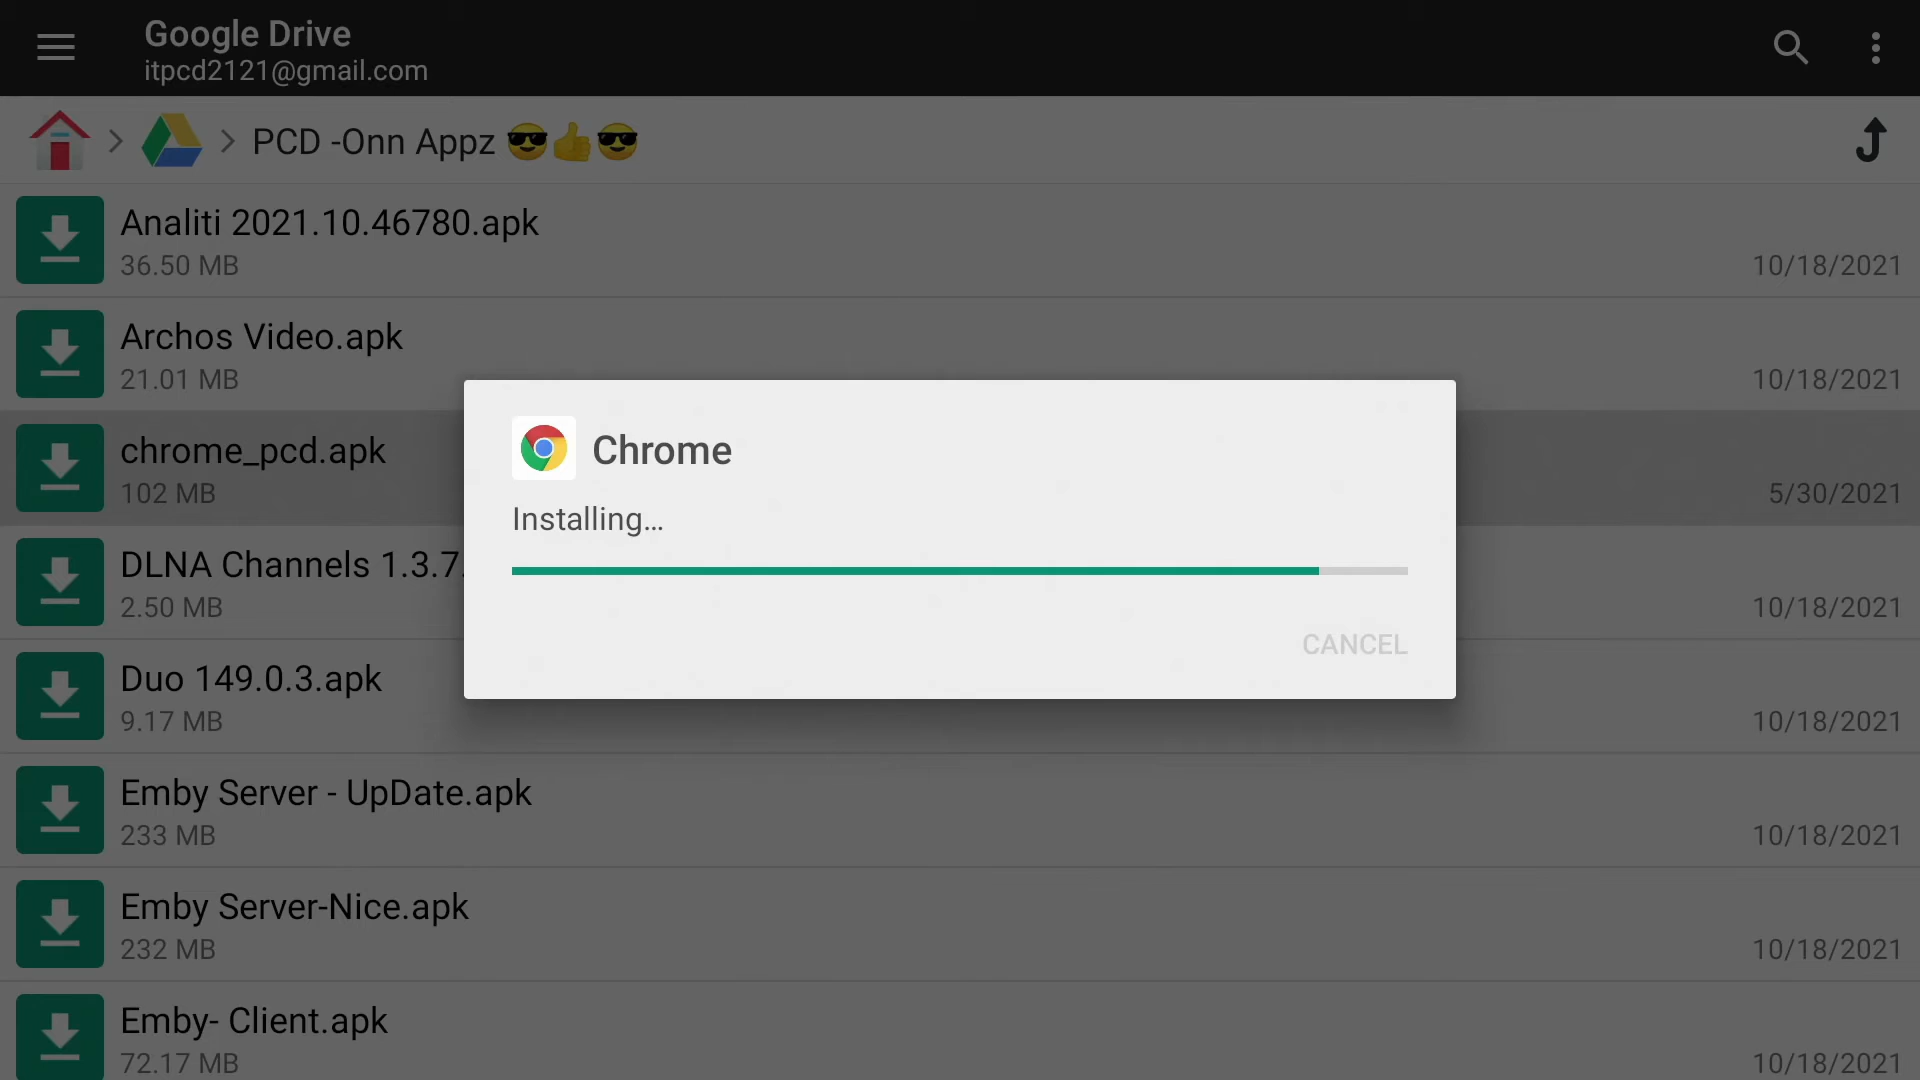 Google Drive
itpcd2121@gmail.com
PCD -Onn Appz 😎👍😎
Analiti 2021.10.46780.apk
36.50 MB
10/18/2021
Archos Video.apk
21.01 MB
10/18/2021
chrome_pcd.apk
102 MB
5/30/2021
Chrome
Installing…
CANCEL
DLNA Channels 1.3.7.
2.50 MB
10/18/2021
Duo 149.0.3.apk
9.17 MB
10/18/2021
Emby Server - UpDate.apk
233 MB
10/18/2021
Emby Server-Nice.apk
232 MB
10/18/2021
Emby- Client.apk
72.17 MB
10/18/2021